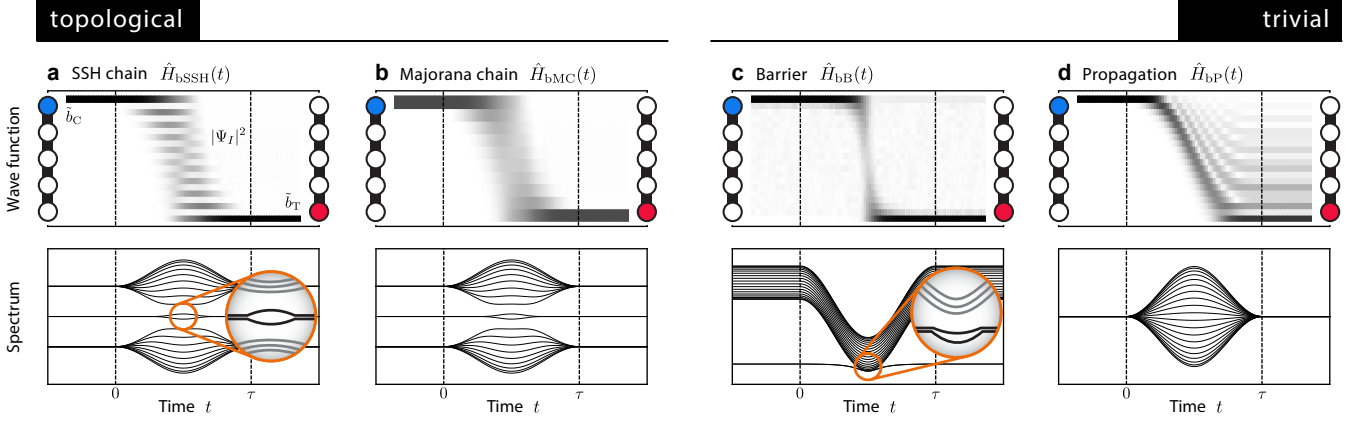 topological
trivial
a SSH chain Ĥ_bSSH(t)
b Majorana chain Ĥ_bMC(t)
c Barrier Ĥ_bB(t)
d Propagation Ĥ_bP(t)
Wave function
b̃_C
|Ψ_I|²
b̃_T
Spectrum
0
τ
0
τ
0
τ
0
τ
Time t
Time t
Time t
Time t